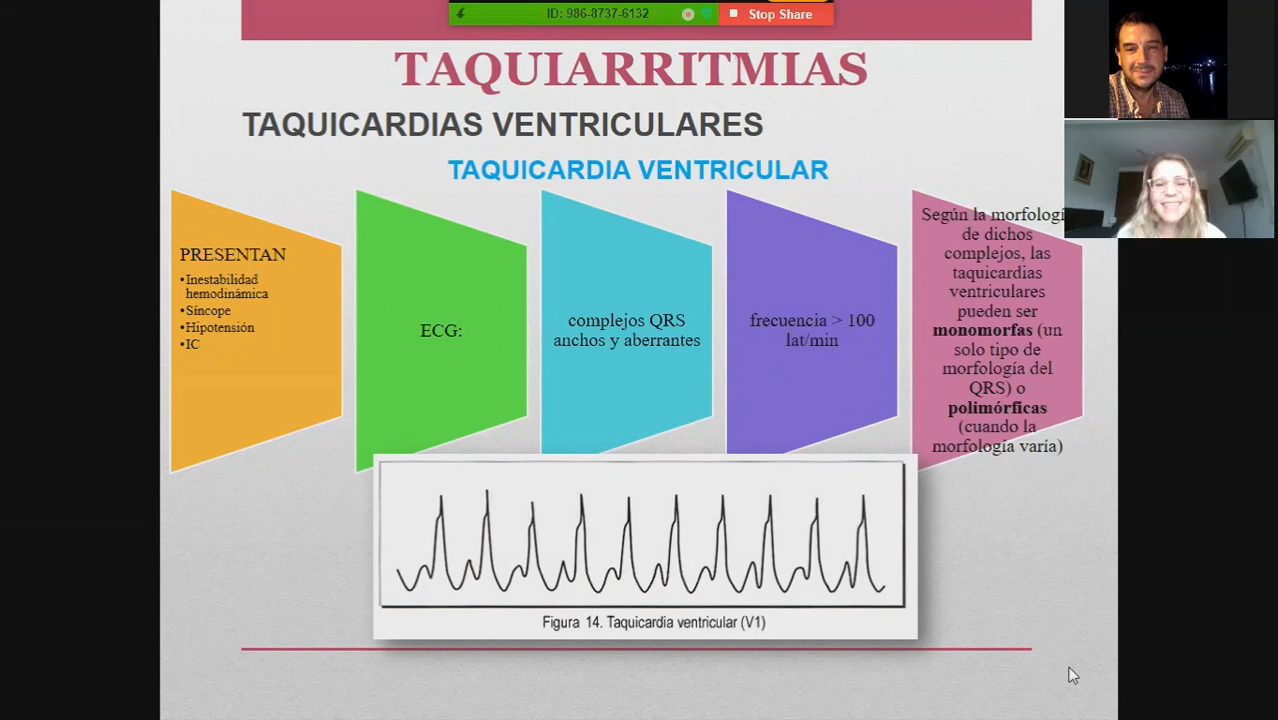 ID: 986-8737-6132
Stop Share
TAQUIARRITMIAS
TAQUICARDIAS VENTRICULARES
TAQUICARDIA VENTRICULAR
PRESENTAN
•Inestabilidad
hemodinámica
•Síncope
•Hipotensión
•IC
ECG:
complejos QRS
anchos y aberrantes
frecuencia > 100
lat/min
Según la morfologí
de dichos
complejos, las
taquicardias
ventriculares
pueden ser
monomorfas (un
solo tipo de
morfología del
QRS) o
polimórficas
(cuando la
morfología varía)
Figura 14. Taquicardia ventricular (V1)